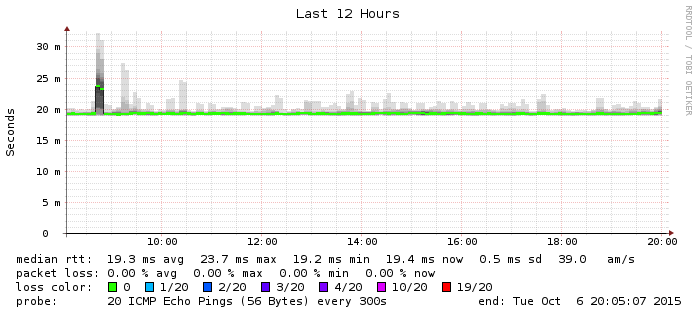 Last 12 Hours
RRDTOOL / TOBI OETIKER
Seconds
30 m
25 m
20 m
15 m
10 m
5 m
0
10:00 12:00 14:00 16:00 18:00 20:00
median rtt: 19.3 ms avg 23.7 ms max 19.2 ms min 19.4 ms now 0.5 ms sd 39.0 am/s
packet loss: 0.00 % avg 0.00 % max 0.00 % min 0.00 % now
loss color: 0 1/20 2/20 3/20 4/20 10/20 19/20
probe: 20 ICMP Echo Pings (56 Bytes) every 300s end: Tue Oct 6 20:05:07 2015